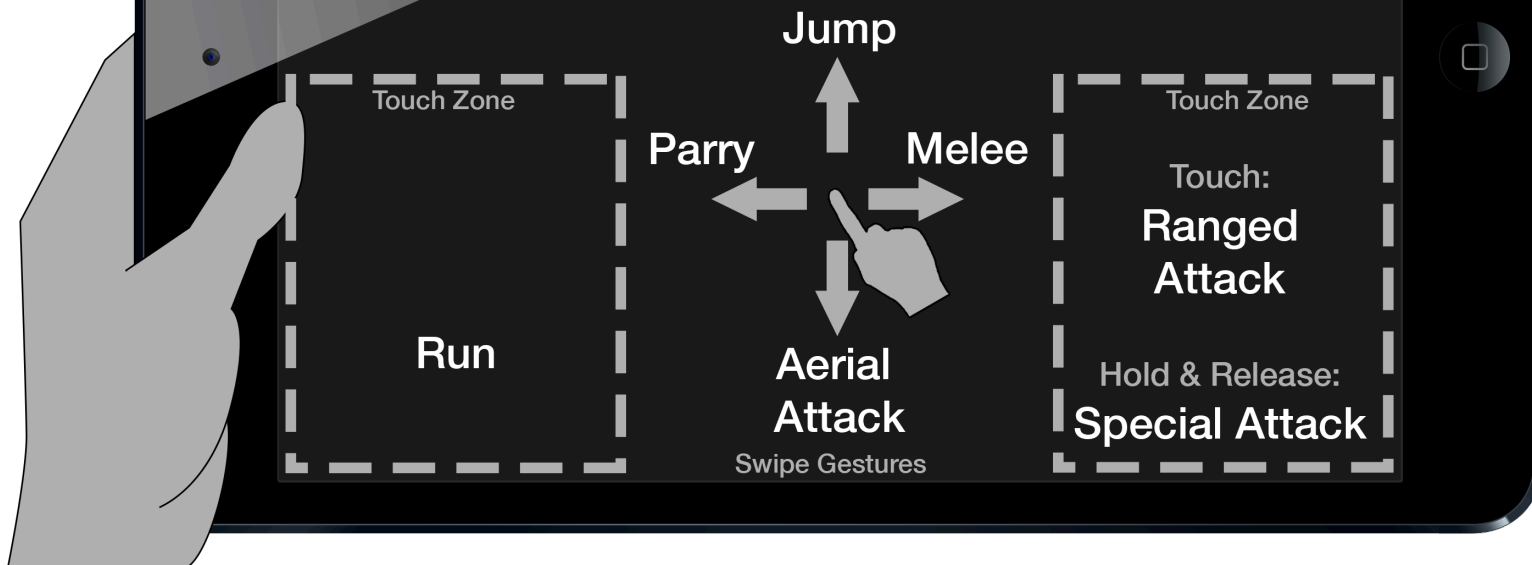 Jump
Touch Zone
Run
Parry
Melee
Aerial
Attack
Swipe Gestures
Touch Zone
Touch:
Ranged
Attack
Hold & Release:
Special Attack